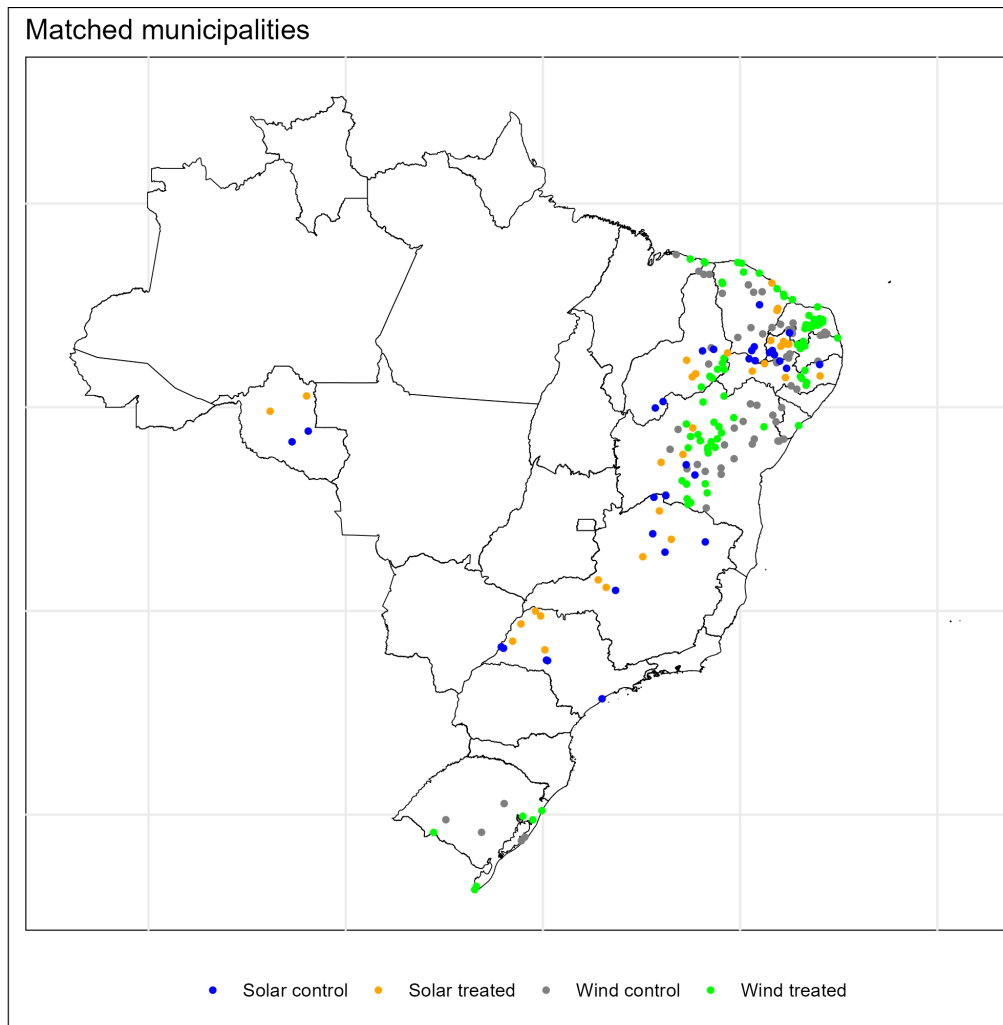 Matched municipalities
Solar control Solar treated Wind control Wind treated